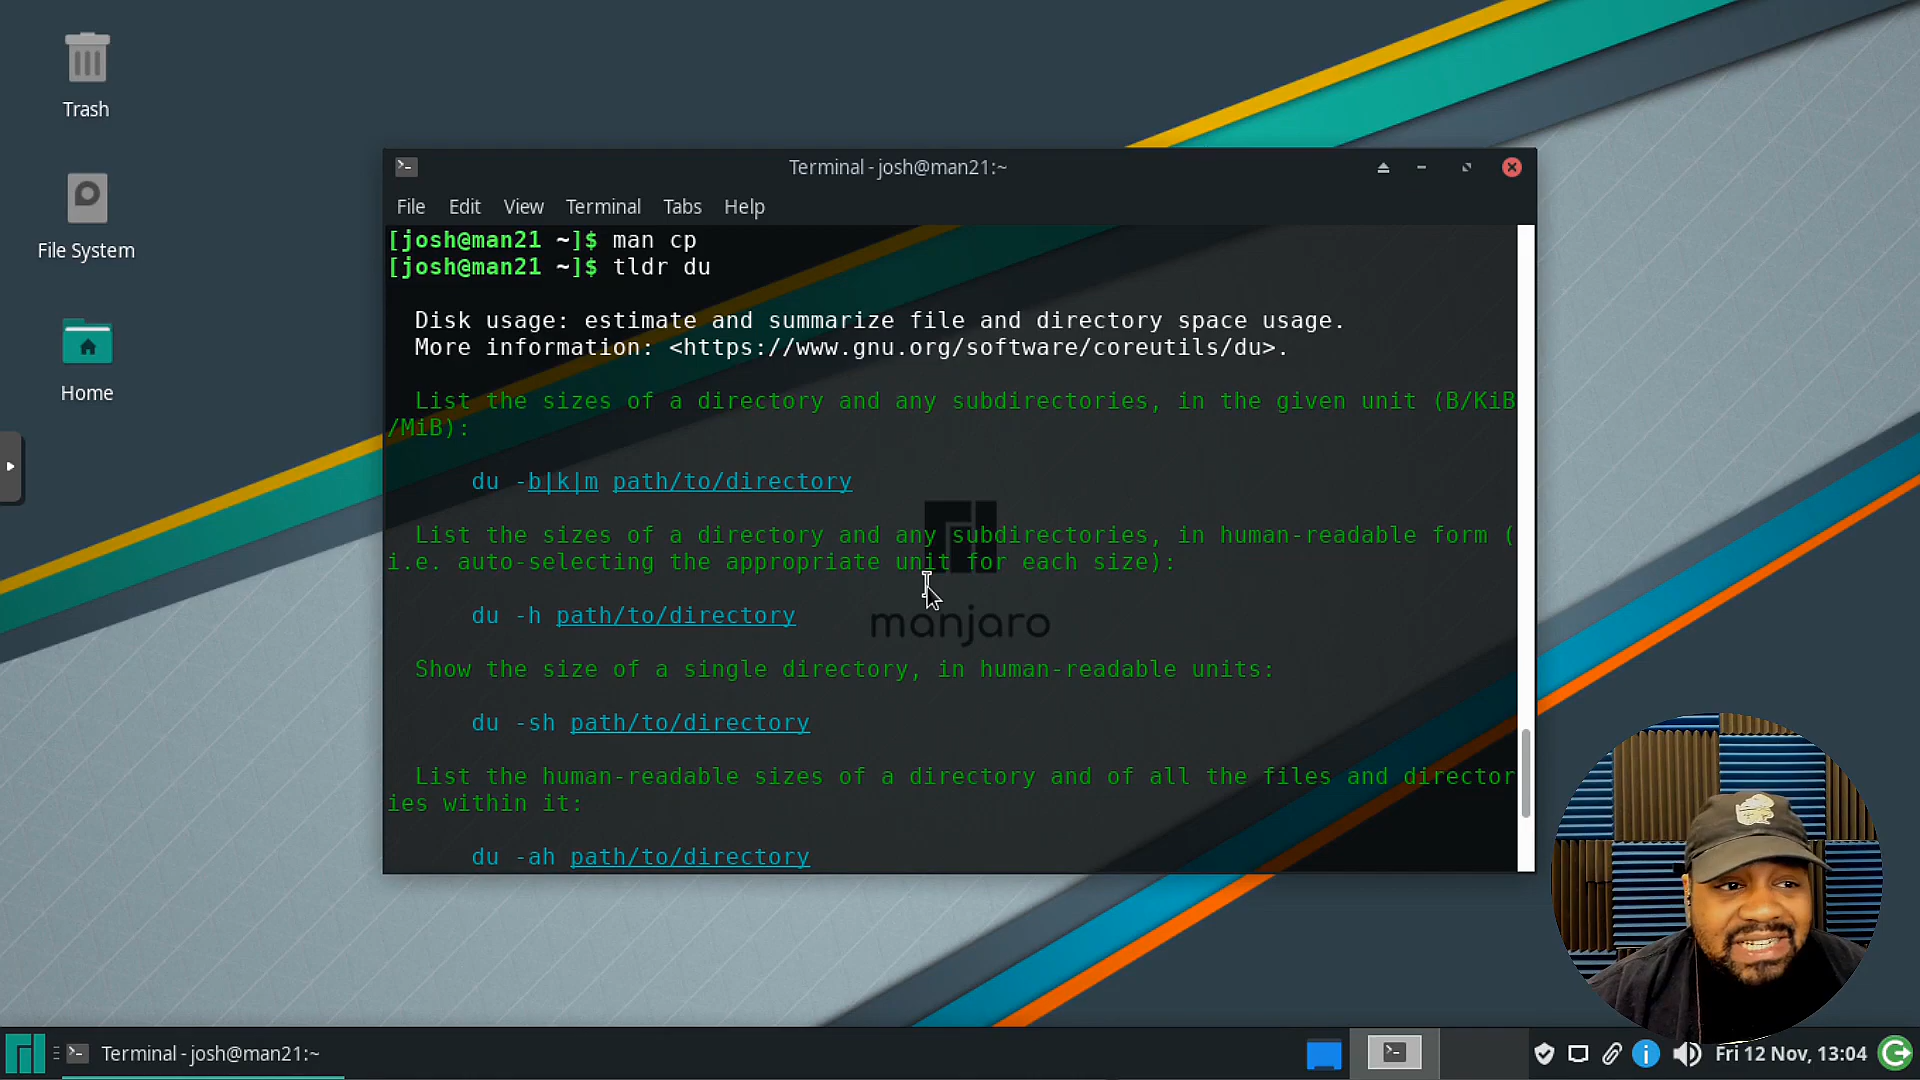 Trash
File System
Home
Terminal - josh@man21:~
File Edit View Terminal Tabs Help
[josh@man21 ~]$ man cp
[josh@man21 ~]$ tldr du
Disk usage: estimate and summarize file and directory space usage.
More information: <https://www.gnu.org/software/coreutils/du>.
List the sizes of a directory and any subdirectories, in the given unit (B/KiB
/MiB):
du -b|k|m path/to/directory
List the sizes of a directory and any subdirectories, in human-readable form (
i.e. auto-selecting the appropriate unit for each size):
du -h path/to/directory
manjaro
Show the size of a single directory, in human-readable units:
du -sh path/to/directory
List the human-readable sizes of a directory and of all the files and director
ies within it:
du -ah path/to/directory
Terminal - josh@man21:~
Fri 12 Nov, 13:04